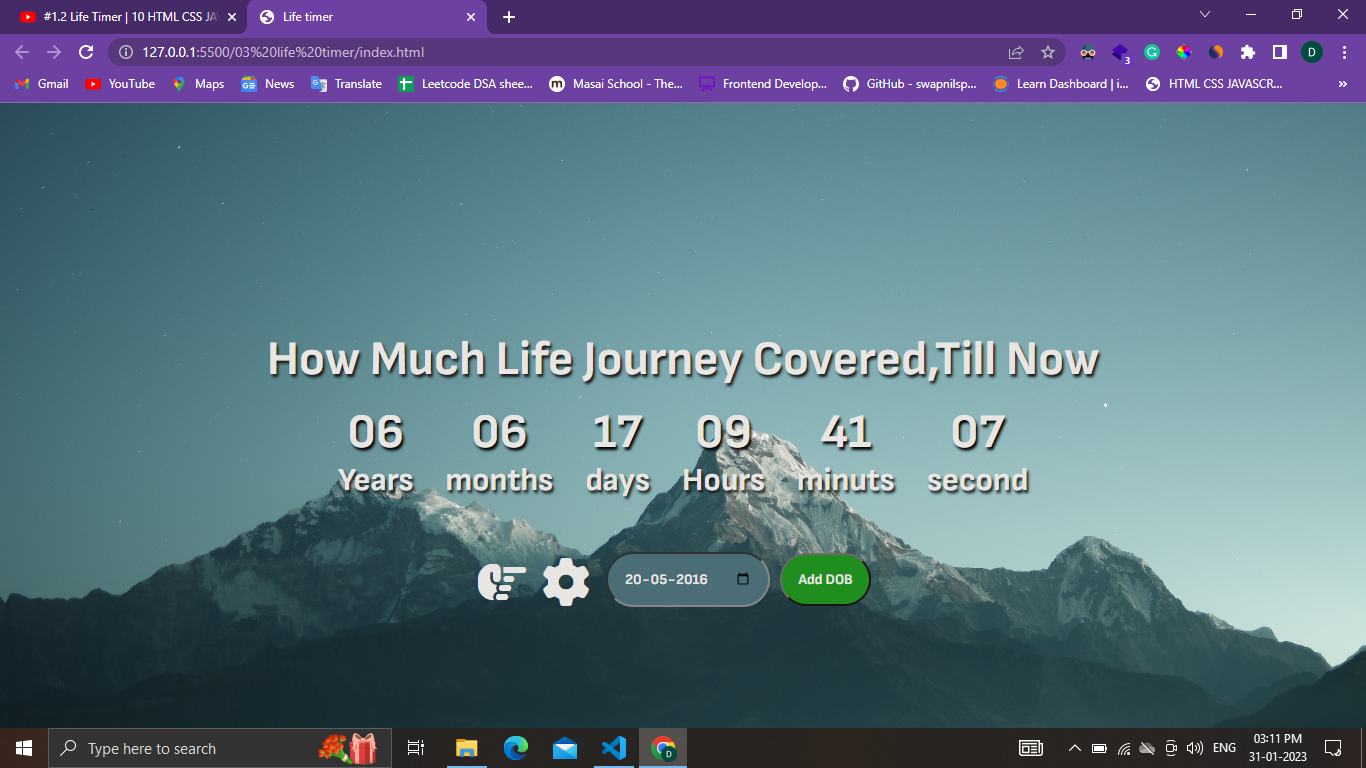 #1.2 Life Timer | 10 HTML CSS JAV
Life timer
127.0.0.1:5500/03%20life%20timer/index.html
3
D
Gmail
YouTube
Maps
News
Translate
Leetcode DSA shee...
Masai School - The...
Frontend Develop...
GitHub - swapnilsp...
Learn Dashboard | i...
HTML CSS JAVASCR...
»
How Much Life Journey Covered,Till Now
06 06 17 09 41 07
Years months days Hours minuts second
20-05-2016
Add DOB
Type here to search
D
ENG
03:11 PM
31-01-2023